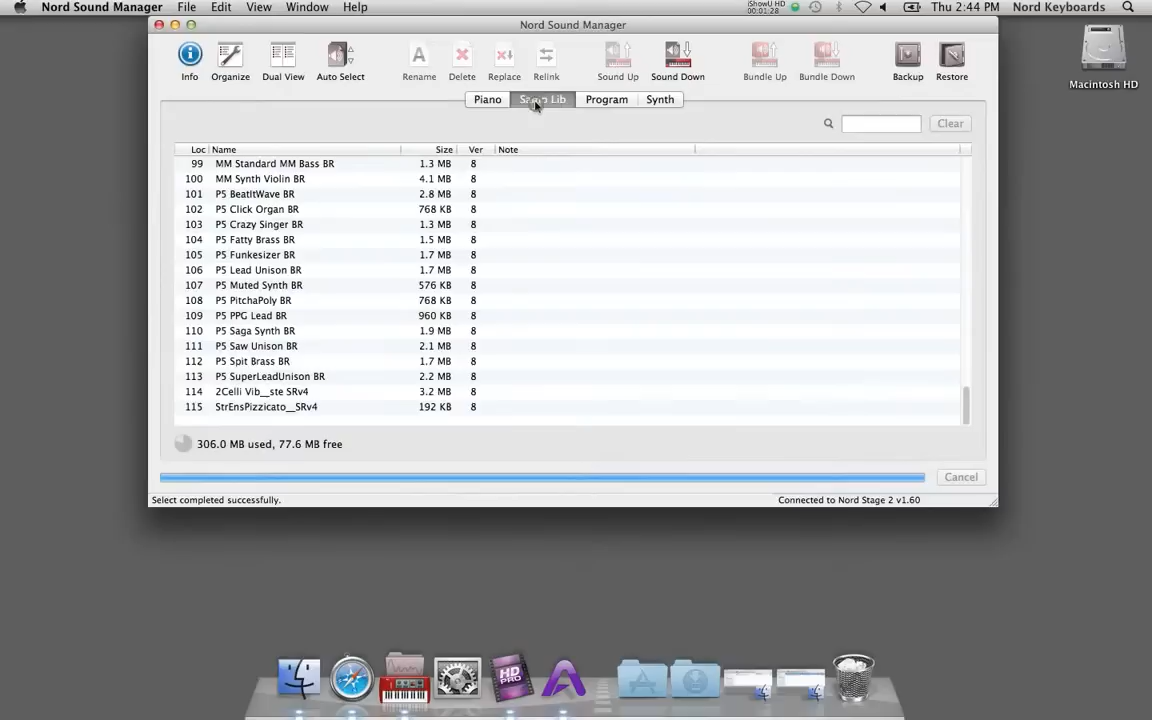 Nord Sound Manager File Edit View Window Help iShowU HD 00:01:28 Thu 2:44 PM Nord Keyboards
Nord Sound Manager
Macintosh HD
Info Organize Dual View Auto Select Rename Delete Replace Relink Sound Up Sound Down Bundle Up Bundle Down Backup Restore
Piano Samp Lib Program Synth
Clear
Loc Name Size Ver Note
99 MM Standard MM Bass BR 1.3 MB 8
100 MM Synth Violin BR 4.1 MB 8
101 P5 BeatItWave BR 2.8 MB 8
102 P5 Click Organ BR 768 KB 8
103 P5 Crazy Singer BR 1.3 MB 8
104 P5 Fatty Brass BR 1.5 MB 8
105 P5 Funkesizer BR 1.7 MB 8
106 P5 Lead Unison BR 1.7 MB 8
107 P5 Muted Synth BR 576 KB 8
108 P5 PitchaPoly BR 768 KB 8
109 P5 PPG Lead BR 960 KB 8
110 P5 Saga Synth BR 1.9 MB 8
111 P5 Saw Unison BR 2.1 MB 8
112 P5 Spit Brass BR 1.7 MB 8
113 P5 SuperLeadUnison BR 2.2 MB 8
114 2Celli Vib__ste SRv4 3.2 MB 8
115 StrEnsPizzicato__SRv4 192 KB 8
306.0 MB used, 77.6 MB free
Cancel
Select completed successfully. Connected to Nord Stage 2 v1.60
HD
PRO